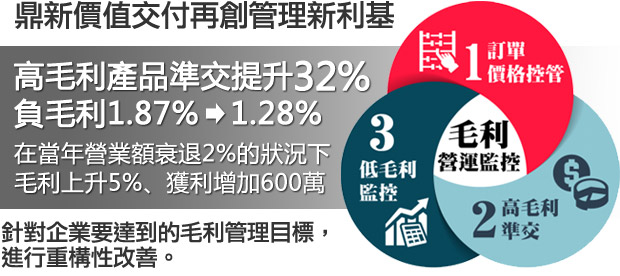 鼎新價值交付再創管理新利基
高毛利產品準交提升32%
負毛利1.87%➡1.28%
在當年營業額衰退2%的狀況下
毛利上升5%、獲利增加600萬
針對企業要達到的毛利管理目標，
進行重構性改善。
1 訂單
價格控管
2 高毛利
準交
3
低毛利
監控
毛利
營運監控